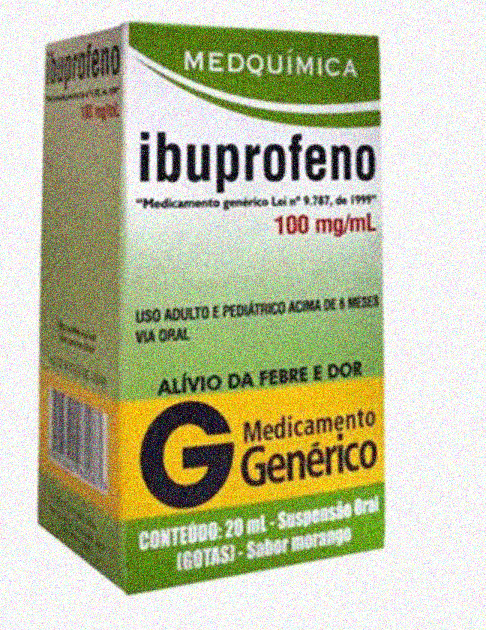 MEDQUÍMICA
ibuprofeno
"Medicamento genérico Lei nº 9.787, de 1999"
100 mg/mL
USO ADULTO E PEDIÁTRICO ACIMA DE 6 MESES
VIA ORAL
ALÍVIO DA FEBRE E DOR
G Medicamento
Genérico
CONTEÚDO: 20 mL - Suspensão Oral
(GOTAS) - Sabor morango
ibuprofeno
100 mg/mL